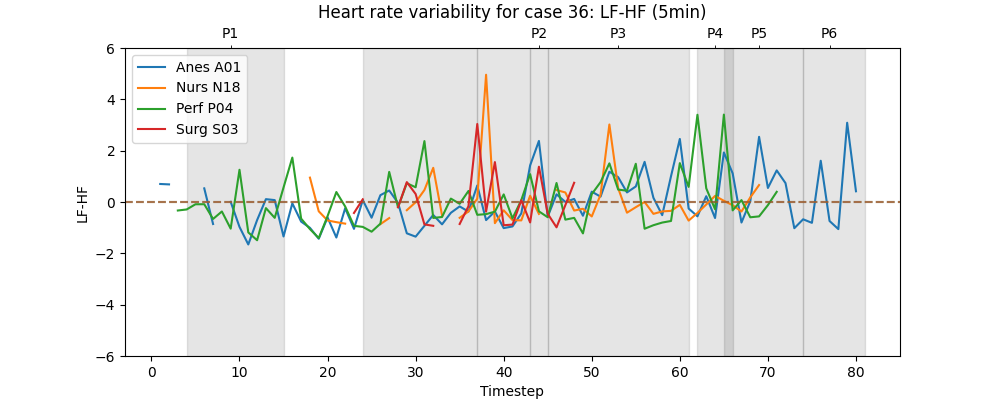 Heart rate variability for case 36: LF-HF (5min)
P1 P2 P3 P4 P5 P6
Anes A01
Nurs N18
Perf P04
Surg S03
6
4
2
0
−2
−4
−6
LF-HF
0 10 20 30 40 50 60 70 80
Timestep